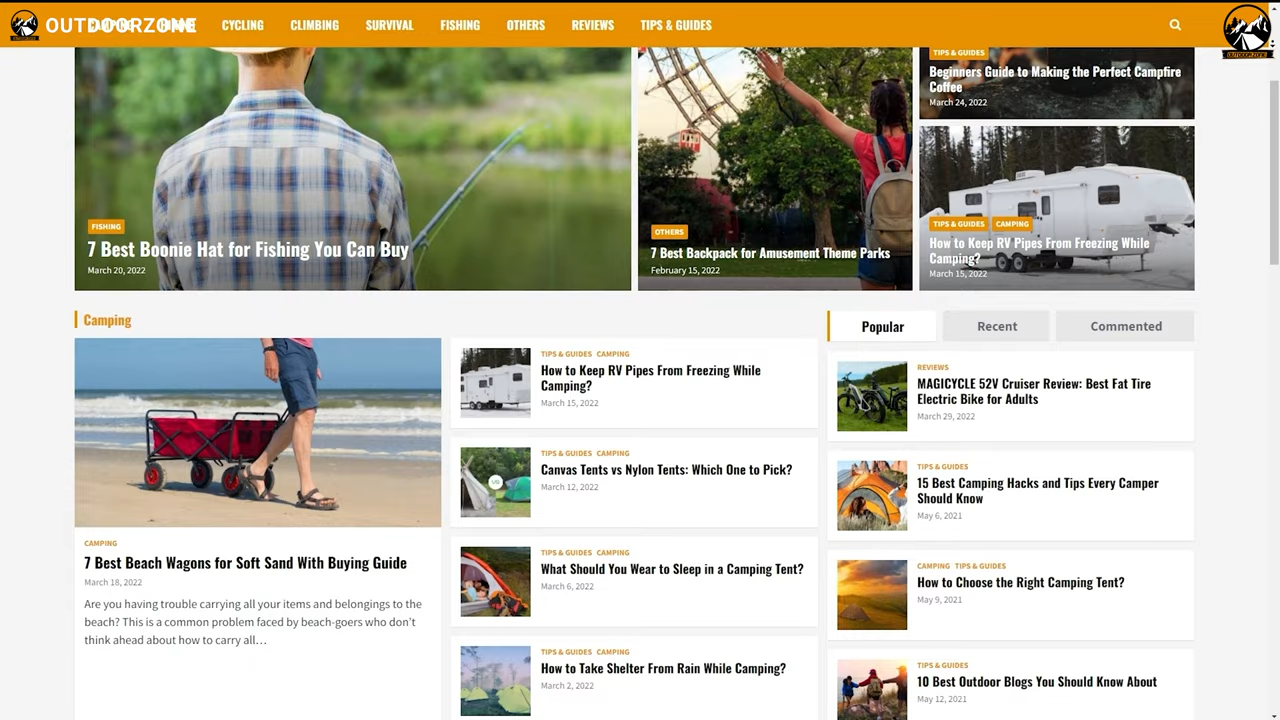 OUTDOORZONE
CYCLING
CLIMBING
SURVIVAL
FISHING
OTHERS
REVIEWS
TIPS & GUIDES
FISHING
7 Best Boonie Hat for Fishing You Can Buy
March 20, 2022
OTHERS
7 Best Backpack for Amusement Theme Parks
February 15, 2022
TIPS & GUIDES
Beginners Guide to Making the Perfect Campfire
Coffee
March 24, 2022
TIPS & GUIDES CAMPING
How to Keep RV Pipes From Freezing While
Camping?
March 15, 2022
Camping
CAMPING
7 Best Beach Wagons for Soft Sand With Buying Guide
March 18, 2022
Are you having trouble carrying all your items and belongings to the
beach? This is a common problem faced by beach-goers who don't
think ahead about how to carry all…
TIPS & GUIDES CAMPING
How to Keep RV Pipes From Freezing While
Camping?
March 15, 2022
TIPS & GUIDES CAMPING
Canvas Tents vs Nylon Tents: Which One to Pick?
March 12, 2022
VS
TIPS & GUIDES CAMPING
What Should You Wear to Sleep in a Camping Tent?
March 6, 2022
TIPS & GUIDES CAMPING
How to Take Shelter From Rain While Camping?
March 2, 2022
Popular
Recent
Commented
REVIEWS
MAGICYCLE 52V Cruiser Review: Best Fat Tire
Electric Bike for Adults
March 29, 2022
TIPS & GUIDES
15 Best Camping Hacks and Tips Every Camper
Should Know
May 6, 2021
CAMPING TIPS & GUIDES
How to Choose the Right Camping Tent?
May 9, 2021
TIPS & GUIDES
10 Best Outdoor Blogs You Should Know About
May 12, 2021
OUTDOORZONE